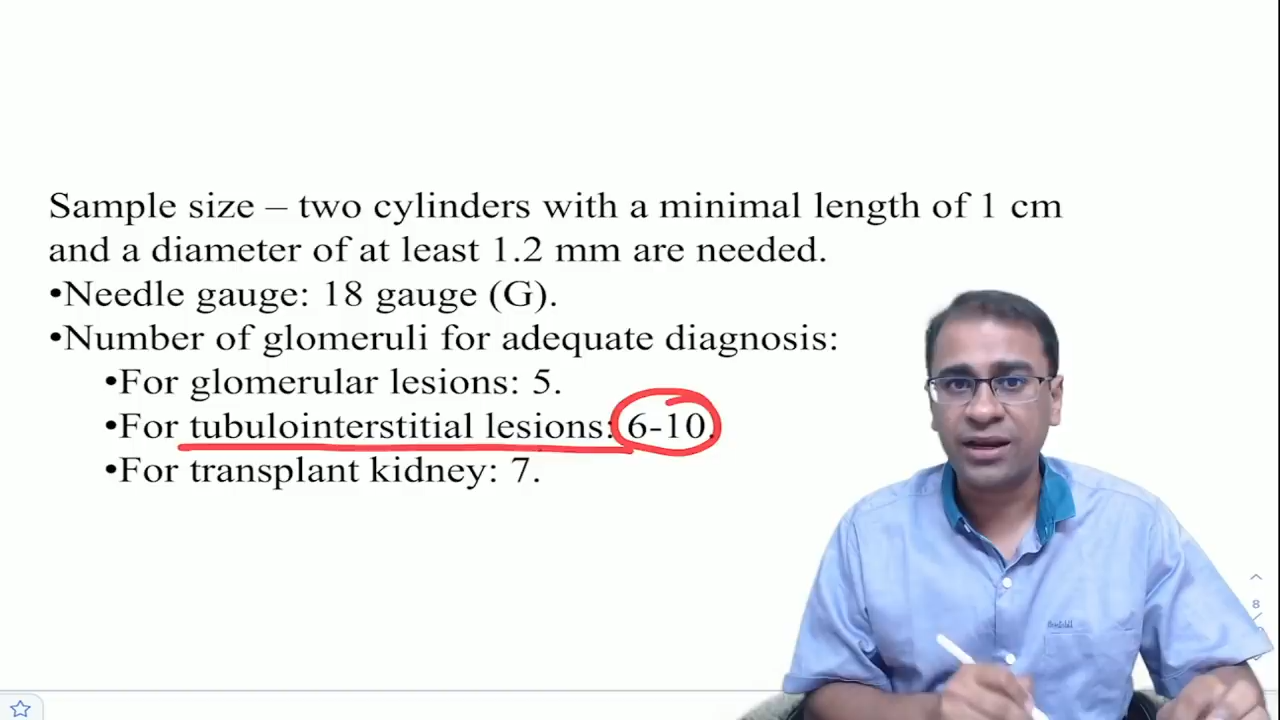 Sample size – two cylinders with a minimal length of 1 cm
and a diameter of at least 1.2 mm are needed.
•Needle gauge: 18 gauge (G).
•Number of glomeruli for adequate diagnosis:
•For glomerular lesions: 5.
•For tubulointerstitial lesions: 6-10.
•For transplant kidney: 7.
8